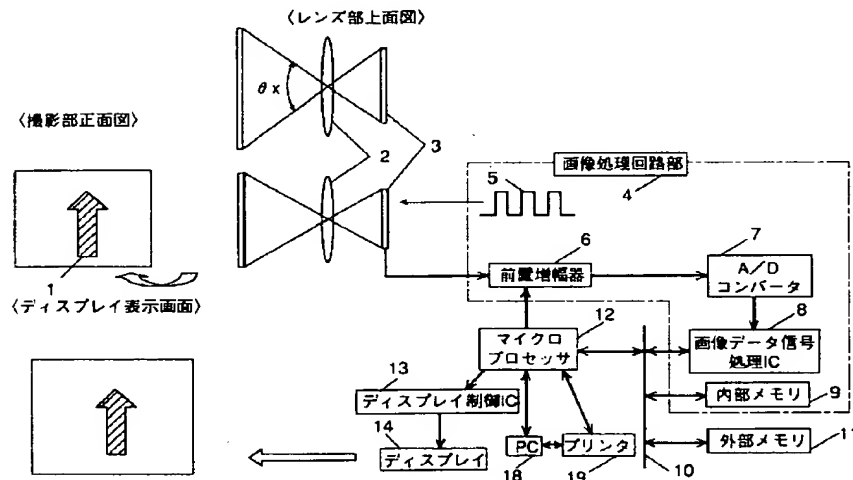 〈レンズ部上面図〉
θx
〈撮影部正面図〉
2
3
画像処理回路部
4
5
6
前置増幅器
7
A/D
コンバータ
1
〈ディスプレイ表示画面〉
12
マイクロ
プロセッサ
8
画像データ信号
処理IC
13
ディスプレイ制御IC
内部メモリ
9
14
ディスプレイ
PC
18
プリンタ
19
10
外部メモリ
11